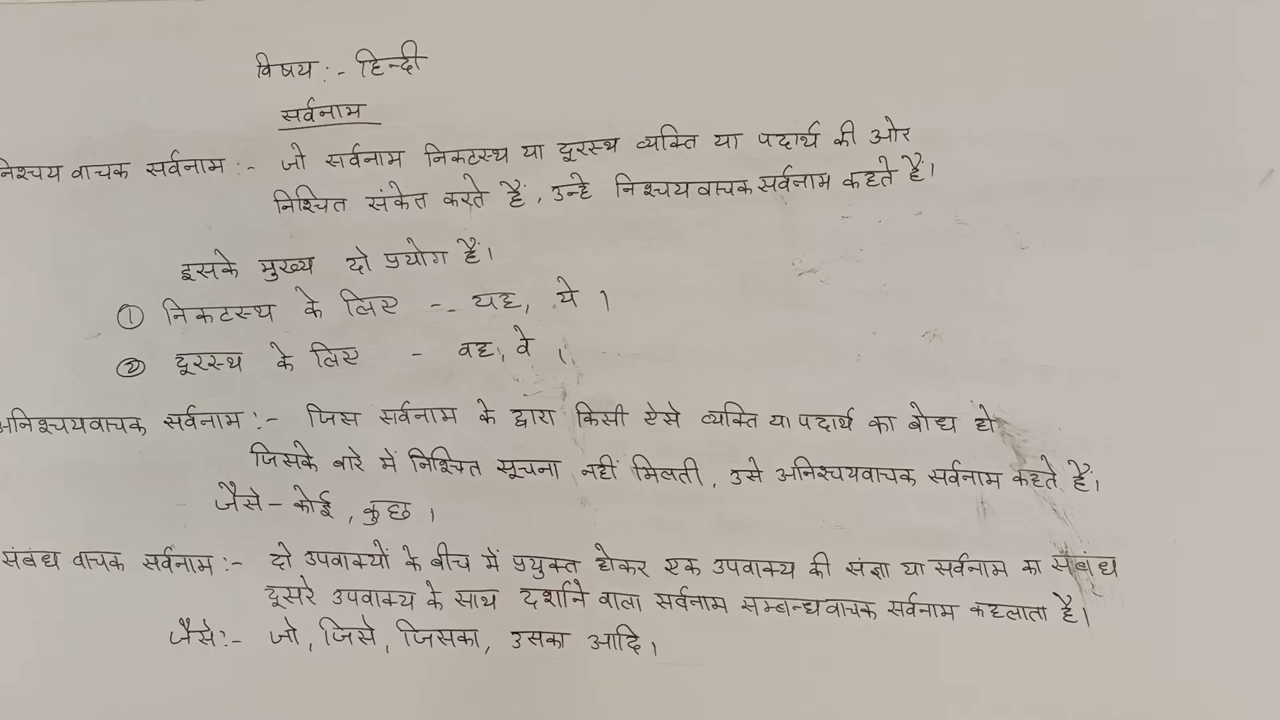 विषय :- हिन्दी
सर्वनाम
निश्चय वाचक सर्वनाम :- जो सर्वनाम निकटस्थ या दूरस्थ व्यक्ति या पदार्थ की ओर
निश्चित संकेत करते हैं, उन्हे निश्चयवाचक सर्वनाम कहते हैं।
इसके मुख्य दो प्रयोग हैं।
① निकटस्थ के लिए -- यह, ये ।
② दूरस्थ के लिए - वह, वे ।
अनिश्चयवाचक सर्वनाम :- जिस सर्वनाम के द्वारा किसी ऐसे व्यक्ति या पदार्थ का बोध हो
जिसके बारे में निश्चित सूचना नहीं मिलती, उसे अनिश्चयवाचक सर्वनाम कहते हैं।
जैसे - कोई, कुछ ।
संबंध वाचक सर्वनाम :- दो उपवाक्यों के बीच में प्रयुक्त होकर एक उपवाक्य की संज्ञा या सर्वनाम का संबंध
दूसरे उपवाक्य के साथ दर्शाने वाला सर्वनाम सम्बन्धवाचक सर्वनाम कहलाता है।
जैसे :- जो, जिसे, जिसका, उसका आदि ।